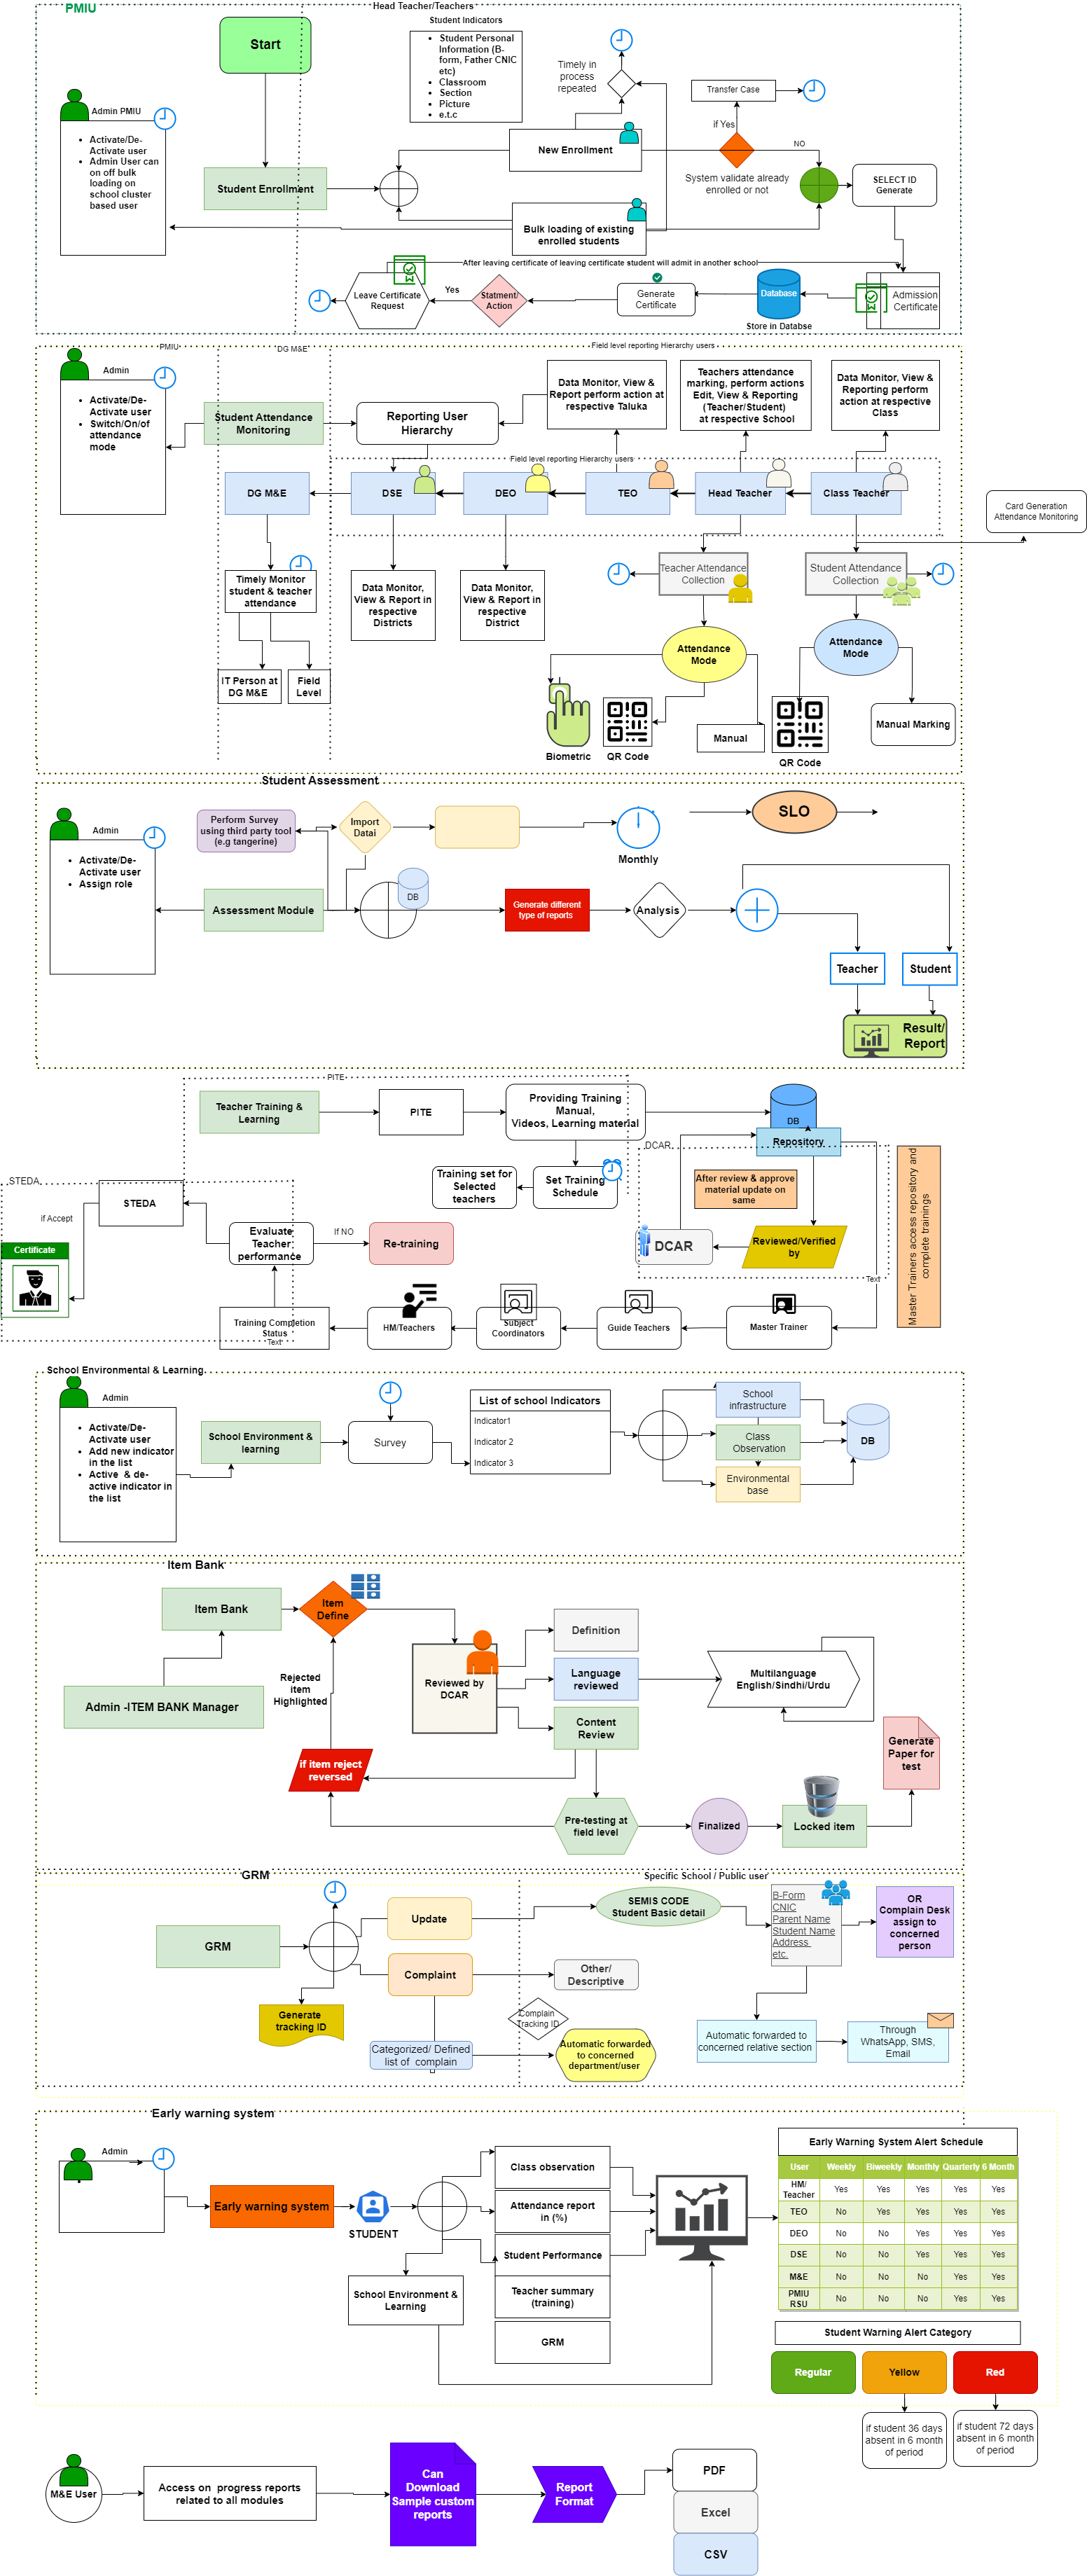 PMIU
Head Teacher/Teachers
Student Indicators
Start
Student Personal
Information (B-
form, Father CNIC
etc)
Classroom
Section
Picture
e.t.c
Timely in
process
repeated
Transfer Case
Admin PMIU
if Yes
Activate/De-
Activate user
Admin User can
on off bulk
loading on
school cluster
based user
New Enrollment
NO
System validate already
enrolled or not
SELECT ID
Generate
Student Enrollment
Bulk loading of existing
enrolled students
After leaving certificate of leaving certificate student will admit in another school
Leave Certificate
Request
Yes
Statment/
Action
Generate
Certificate
Database
Store in Databse
Admission
Certificate
PMIU
DG M&E
Field level reporting Hierarchy users
Admin
Activate/De-
Activate user
Switch/On/of
attendance
mode
Student Attendance
Monitoring
Reporting User
Hierarchy
Data Monitor, View &
Report perform action at
respective Taluka
Teachers attendance
marking, perform actions
Edit, View & Reporting
(Teacher/Student)
at respective School
Data Monitor, View &
Reporting perform
action at respective
Class
Field level reporting Hierarchy users
DG M&E
DSE
DEO
TEO
Head Teacher
Class Teacher
Card Generation
Attendance Monitoring
Timely Monitor
student & teacher
attendance
Data Monitor,
View & Report in
respective
Districts
Data Monitor,
View & Report in
respective
District
Teacher Attendance
Collection
Student Attendance
Collection
IT Person at
DG M&E
Field
Level
Attendance
Mode
Attendance
Mode
Biometric
QR Code
Manual
QR Code
Manual Marking
Student Assessment
Admin
Activate/De-
Activate user
Assign role
Perform Survey
using third party tool
(e.g tangerine)
Import
Datai
Monthly
SLO
Assessment Module
DB
Generate different
type of reports
Analysis
Teacher
Student
Result/
Report
PITE
Teacher Training &
Learning
PITE
Providing Training
Manual,
Videos, Learning material
DB
Repository
DCAR
STEDA
Training set for
Selected
teachers
Set Training
Schedule
After review & approve
material update on
same
Master Trainers access repository and
complete trainings
STEDA
if Accept
Certificate
Evaluate
Teacher
performance
If NO
Re-training
DCAR
Reviewed/Verified
by
Text
Training Completion
Status
Text
HM/Teachers
Subject
Coordinators
Guide Teachers
Master Trainer
School Environmental & Learning
Admin
Activate/De-
Activate user
Add new indicator
in the list
Active & de-
active indicator in
the list
School Environment &
learning
Survey
List of school Indicators
Indicator1
Indicator 2
Indicator 3
School
infrastructure
Class
Observation
Environmental
base
DB
Item Bank
Item Bank
Item
Define
Admin -ITEM BANK Manager
Rejected
item
Highlighted
Reviewed by
DCAR
Definition
Language
reviewed
Content
Review
Multilanguage
English/Sindhi/Urdu
if item reject
reversed
Generate
Paper for
test
Pre-testing at
field level
Finalized
Locked item
GRM
Specific School / Public user
GRM
Update
Complaint
SEMIS CODE
Student Basic detail
B-Form
CNIC
Parent Name
Student Name
Address
etc.
OR
Complain Desk
assign to
concerned
person
Other/
Descriptive
Generate
tracking ID
Complain
Tracking ID
Categorized/ Defined
list of complain
Automatic forwarded
to concerned
department/user
Automatic forwarded to
concerned relative section
Through
WhatsApp, SMS,
Email
Early warning system
Admin
Early warning system
STUDENT
Class observation
Attendance report
in (%)
Student Performance
Teacher summary
(training)
GRM
School Environment &
Learning
Early Warning System Alert Schedule
User Weekly Biweekly Monthly Quarterly 6 Month
HM/
Teacher Yes Yes Yes Yes Yes
TEO No Yes Yes Yes Yes
DEO No No Yes Yes Yes
DSE No No Yes Yes Yes
M&E No No No Yes Yes
PMIU
RSU No No No Yes Yes
Student Warning Alert Category
Regular
Yellow
Red
if student 36 days
absent in 6 month
of period
if student 72 days
absent in 6 month
of period
M&E User
Access on progress reports
related to all modules
Can
Download
Sample custom
reports
Report
Format
PDF
Excel
CSV